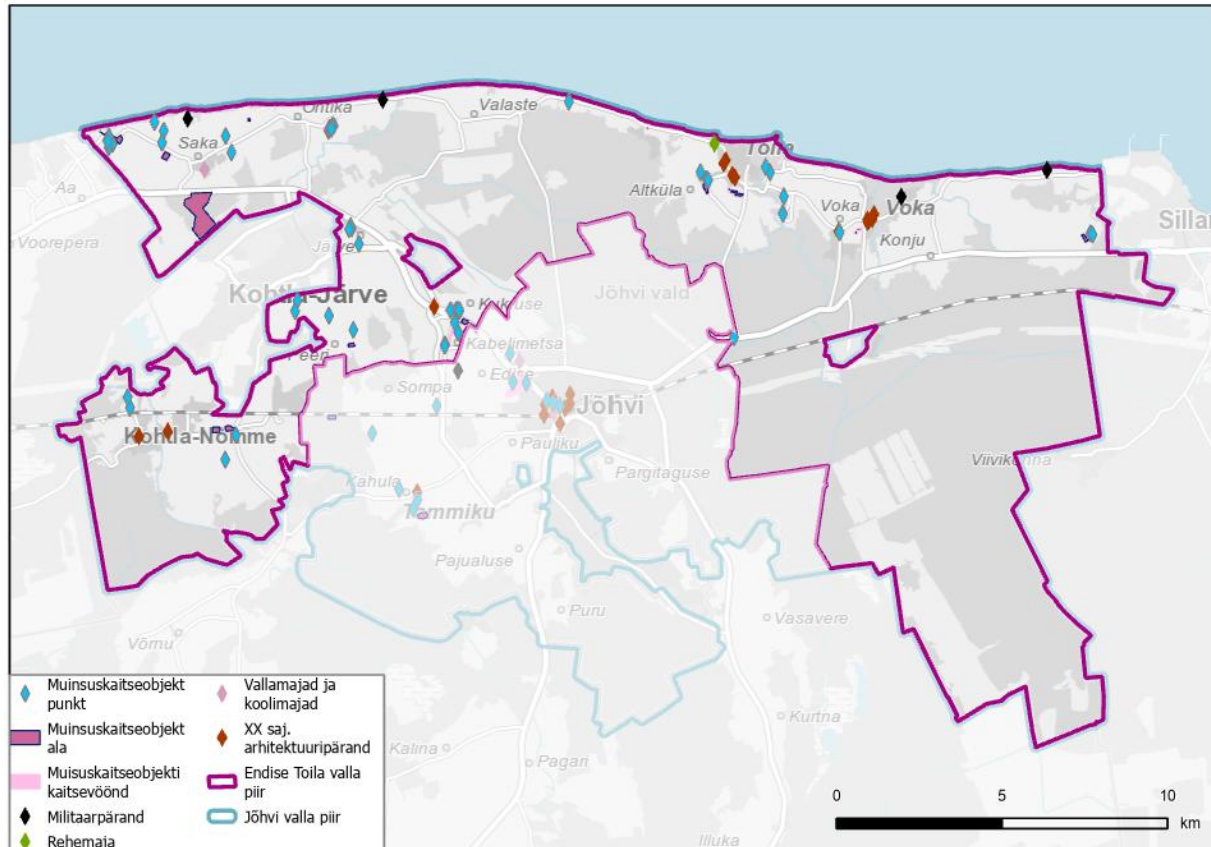 Ontika
Valaste
Saka
Aa
Toila
Altküla
Voka
Voka
Sillar
Voorepera
Järve
Konju
Kohtla-Järve
Kukruse
Jõhvi vald
Peeri
Kabelimetsa
Sompa
Edise
Jõhvi
Kohtla-Nõmme
Pauliku
Pargitaguse
Viivikonna
Kahula
Tammiku
Pajualuse
Puru
Vasavere
Võrnu
Kurtna
Kalina
Pagari
Illuka
Muinsuskaitseobjekt
punkt
Muinsuskaitseobjekt
ala
Muisuskaitseobjekti
kaitsevöönd
Militaarpärand
Rehemaja
Vallamajad ja
koolimajad
XX saj.
arhitektuuripärand
Endise Toila valla
piir
Jõhvi valla piir
0 5 10
km